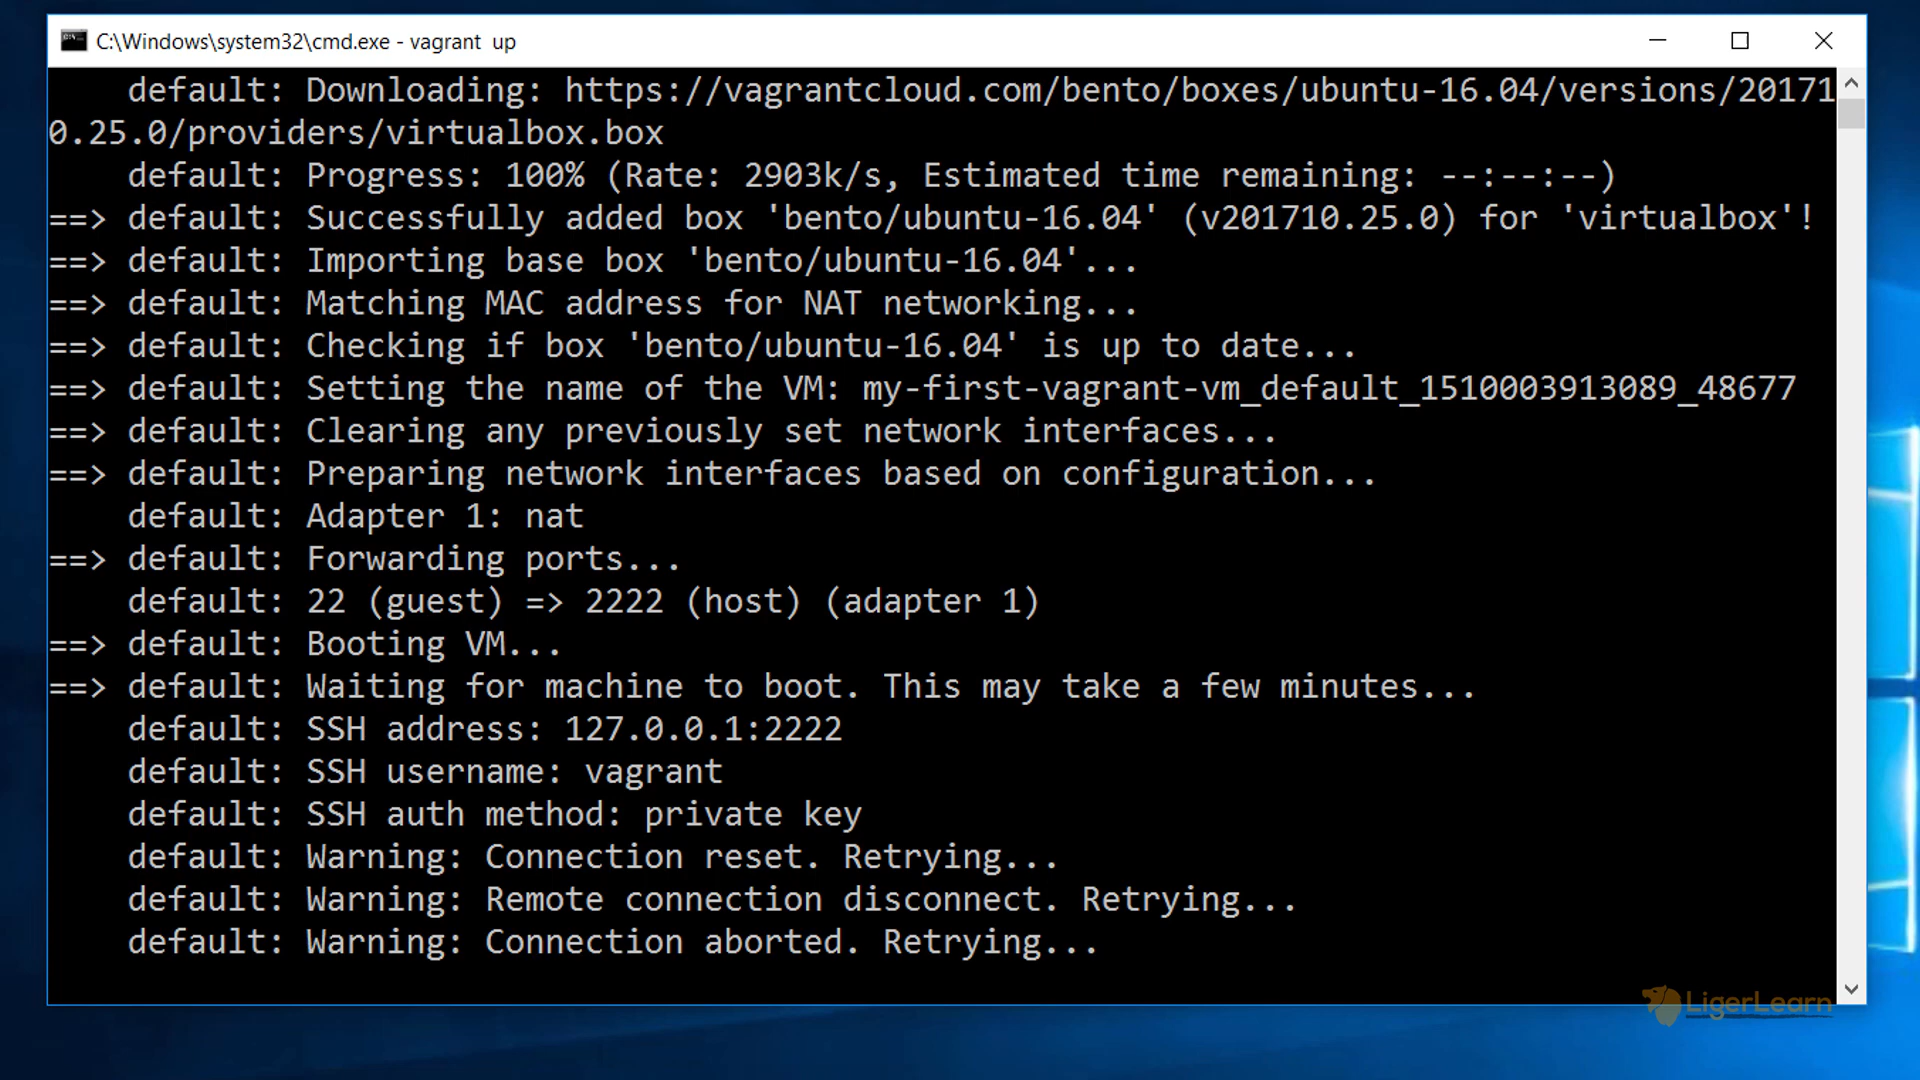 C:\Windows\system32\cmd.exe - vagrant  up
default: Downloading: https://vagrantcloud.com/bento/boxes/ubuntu-16.04/versions/20171
0.25.0/providers/virtualbox.box
default: Progress: 100% (Rate: 2903k/s, Estimated time remaining: --:--:--)
==> default: Successfully added box 'bento/ubuntu-16.04' (v201710.25.0) for 'virtualbox'!
==> default: Importing base box 'bento/ubuntu-16.04'...
==> default: Matching MAC address for NAT networking...
==> default: Checking if box 'bento/ubuntu-16.04' is up to date...
==> default: Setting the name of the VM: my-first-vagrant-vm_default_1510003913089_48677
==> default: Clearing any previously set network interfaces...
==> default: Preparing network interfaces based on configuration...
default: Adapter 1: nat
==> default: Forwarding ports...
default: 22 (guest) => 2222 (host) (adapter 1)
==> default: Booting VM...
==> default: Waiting for machine to boot. This may take a few minutes...
default: SSH address: 127.0.0.1:2222
default: SSH username: vagrant
default: SSH auth method: private key
default: Warning: Connection reset. Retrying...
default: Warning: Remote connection disconnect. Retrying...
default: Warning: Connection aborted. Retrying...
LigerLearn